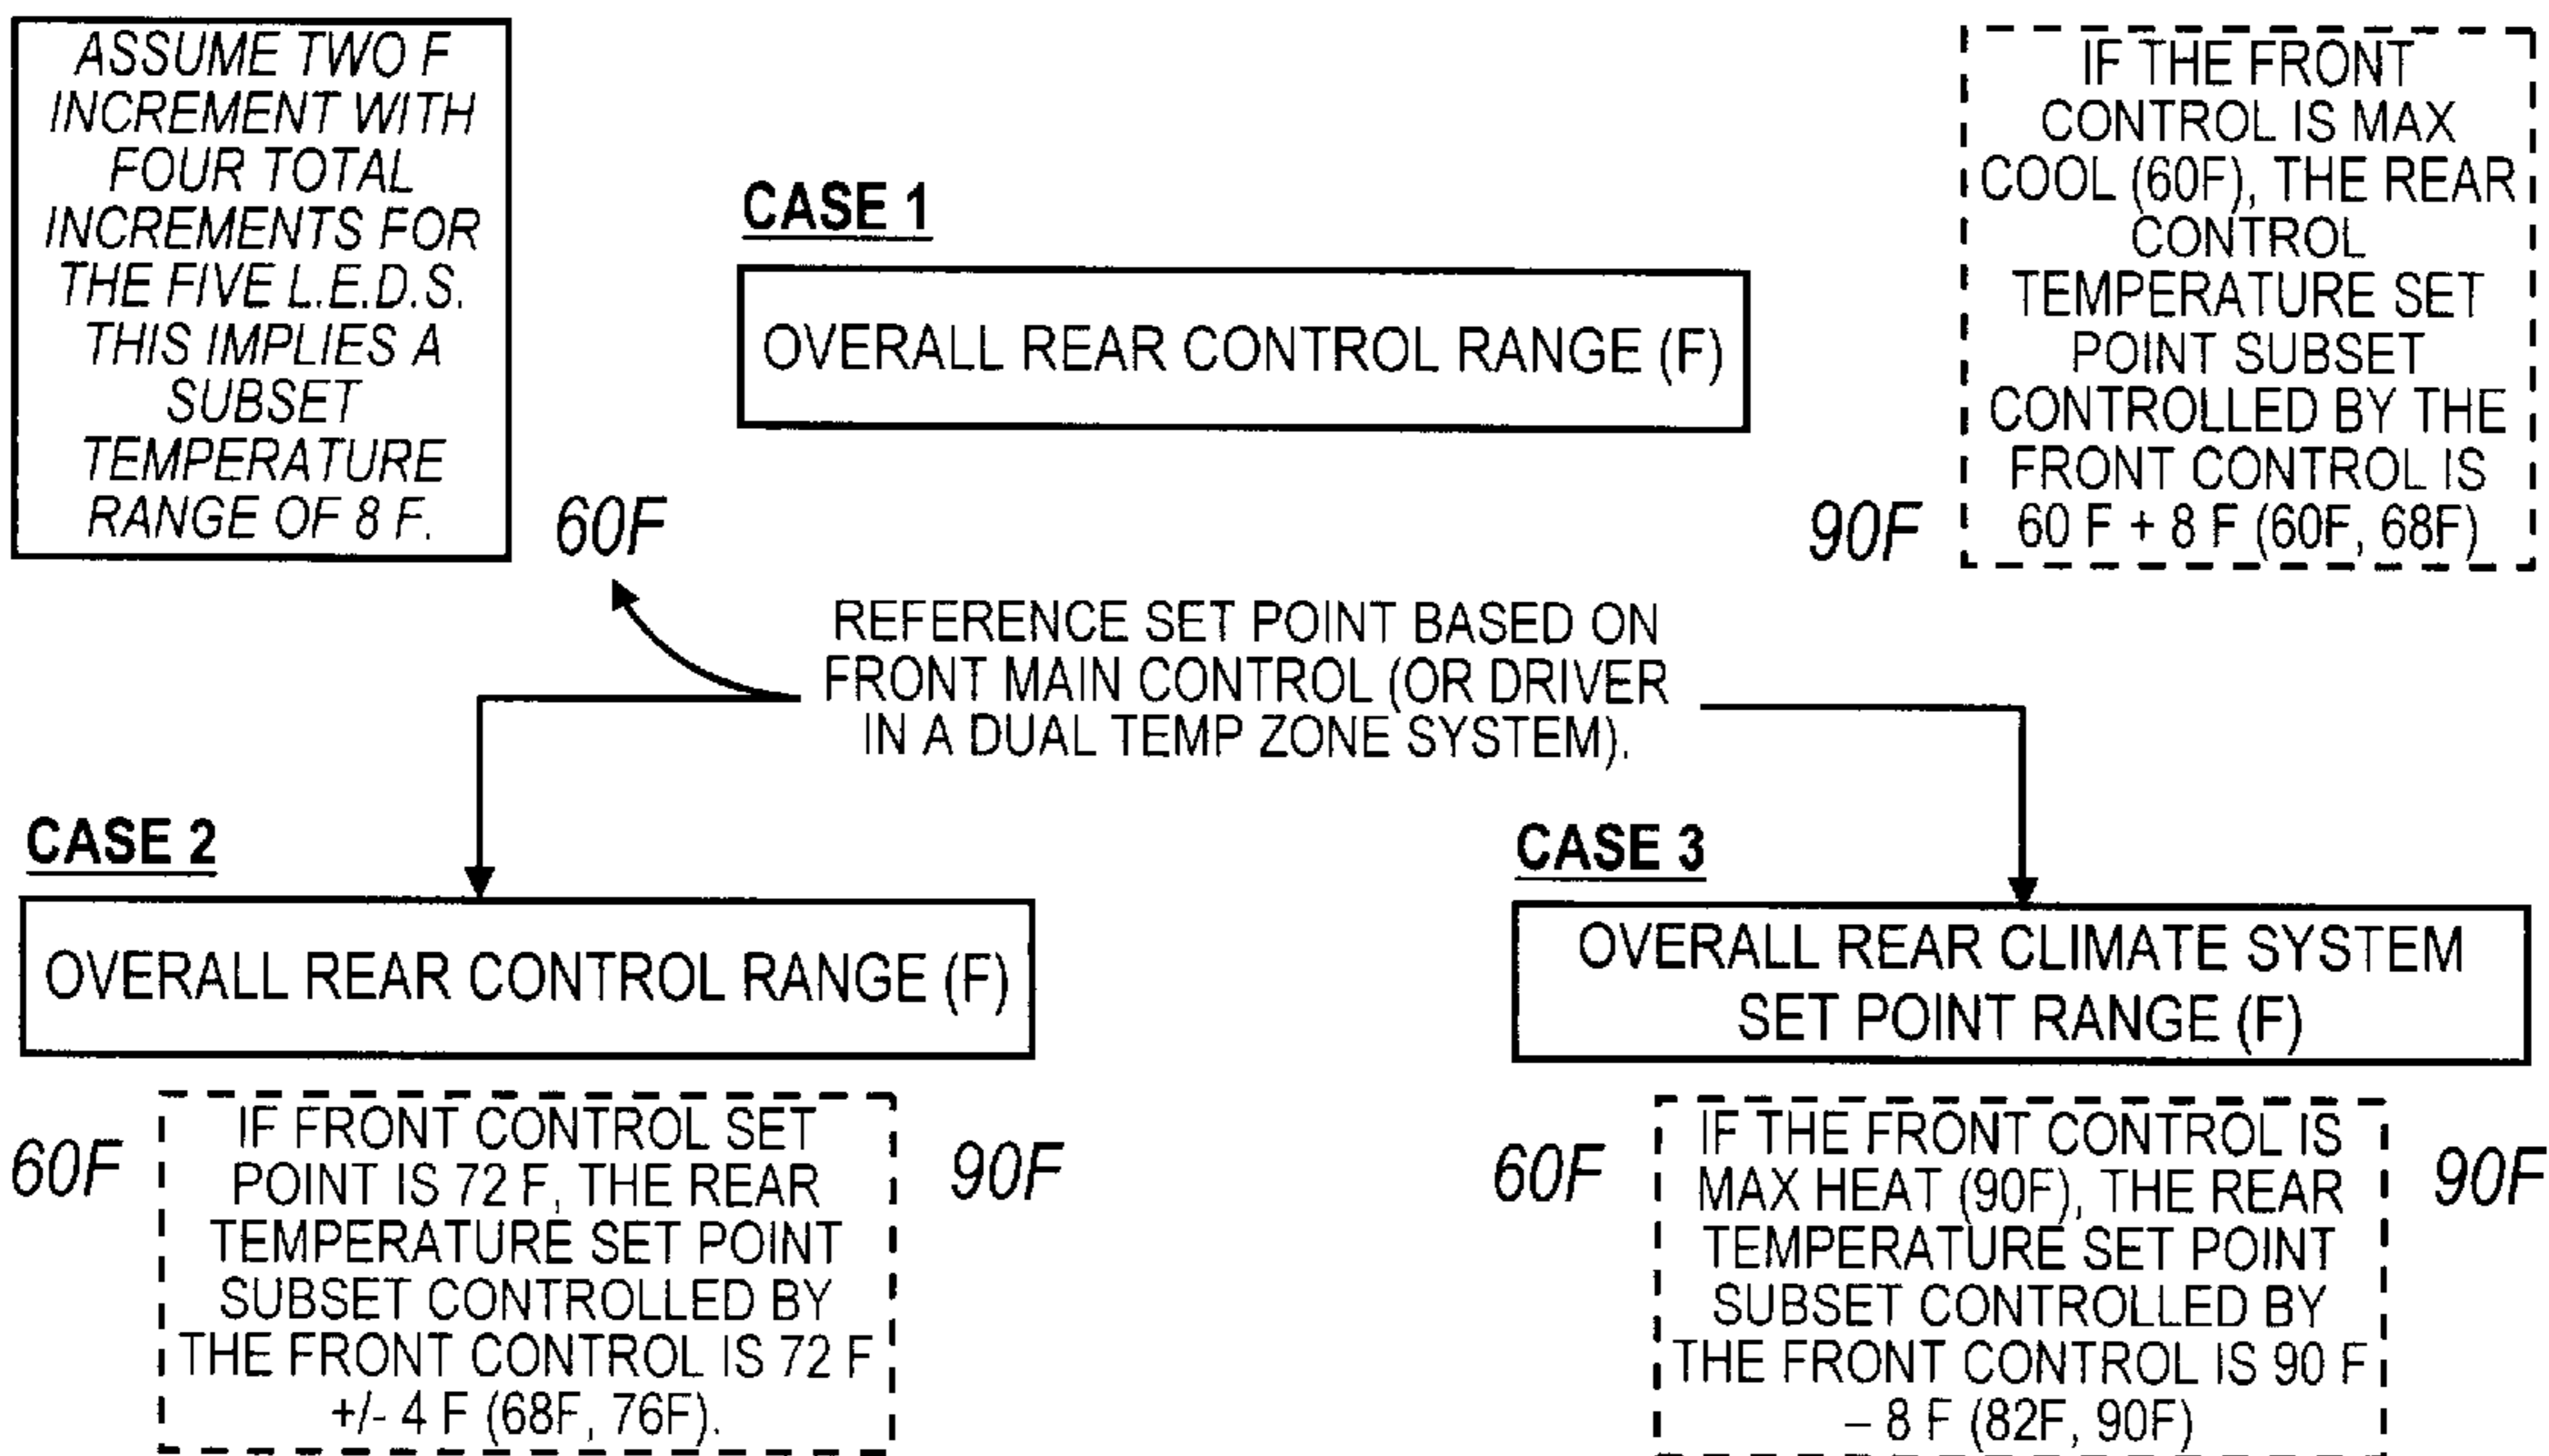 ASSUME TWO F
INCREMENT WITH
FOUR TOTAL
INCREMENTS FOR
THE FIVE L.E.D.S.
THIS IMPLIES A
SUBSET
TEMPERATURE
RANGE OF 8 F.
CASE 1
OVERALL REAR CONTROL RANGE (F)
60F
90F
IF THE FRONT
CONTROL IS MAX
COOL (60F), THE REAR
CONTROL
TEMPERATURE SET
POINT SUBSET
CONTROLLED BY THE
FRONT CONTROL IS
60 F + 8 F (60F, 68F)
REFERENCE SET POINT BASED ON
FRONT MAIN CONTROL (OR DRIVER
IN A DUAL TEMP ZONE SYSTEM).
CASE 2
OVERALL REAR CONTROL RANGE (F)
60F
IF FRONT CONTROL SET
POINT IS 72 F, THE REAR
TEMPERATURE SET POINT
SUBSET CONTROLLED BY
THE FRONT CONTROL IS 72 F
+/- 4 F (68F, 76F).
90F
CASE 3
OVERALL REAR CLIMATE SYSTEM
SET POINT RANGE (F)
60F
IF THE FRONT CONTROL IS
MAX HEAT (90F), THE REAR
TEMPERATURE SET POINT
SUBSET CONTROLLED BY
THE FRONT CONTROL IS 90 F
– 8 F (82F, 90F)
90F